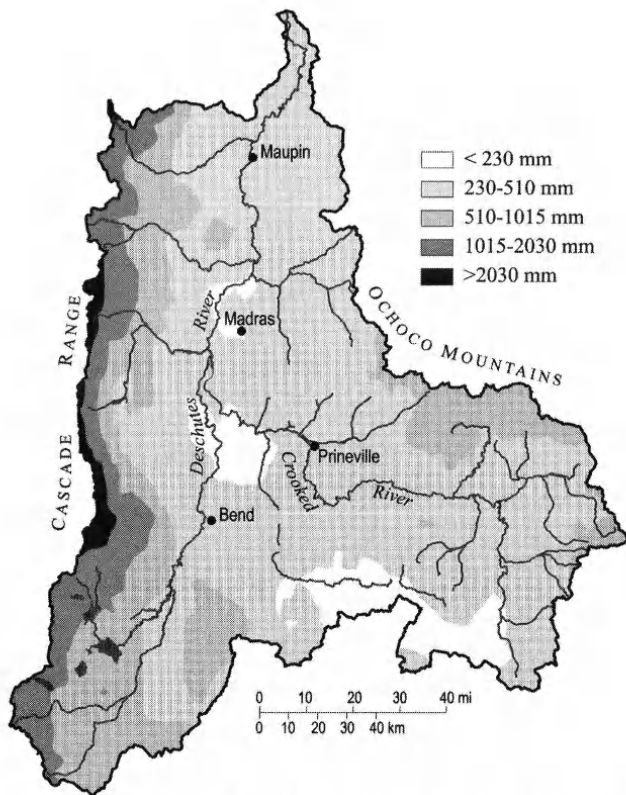 Maupin
< 230 mm
230-510 mm
510-1015 mm
1015-2030 mm
>2030 mm
OCHOCO MOUNTAINS
CASCADE RANGE
River
Madras
Deschutes
Crooked
Prineville
River
Bend
0 10 20 30 40 mi
0 10 20 30 40 km